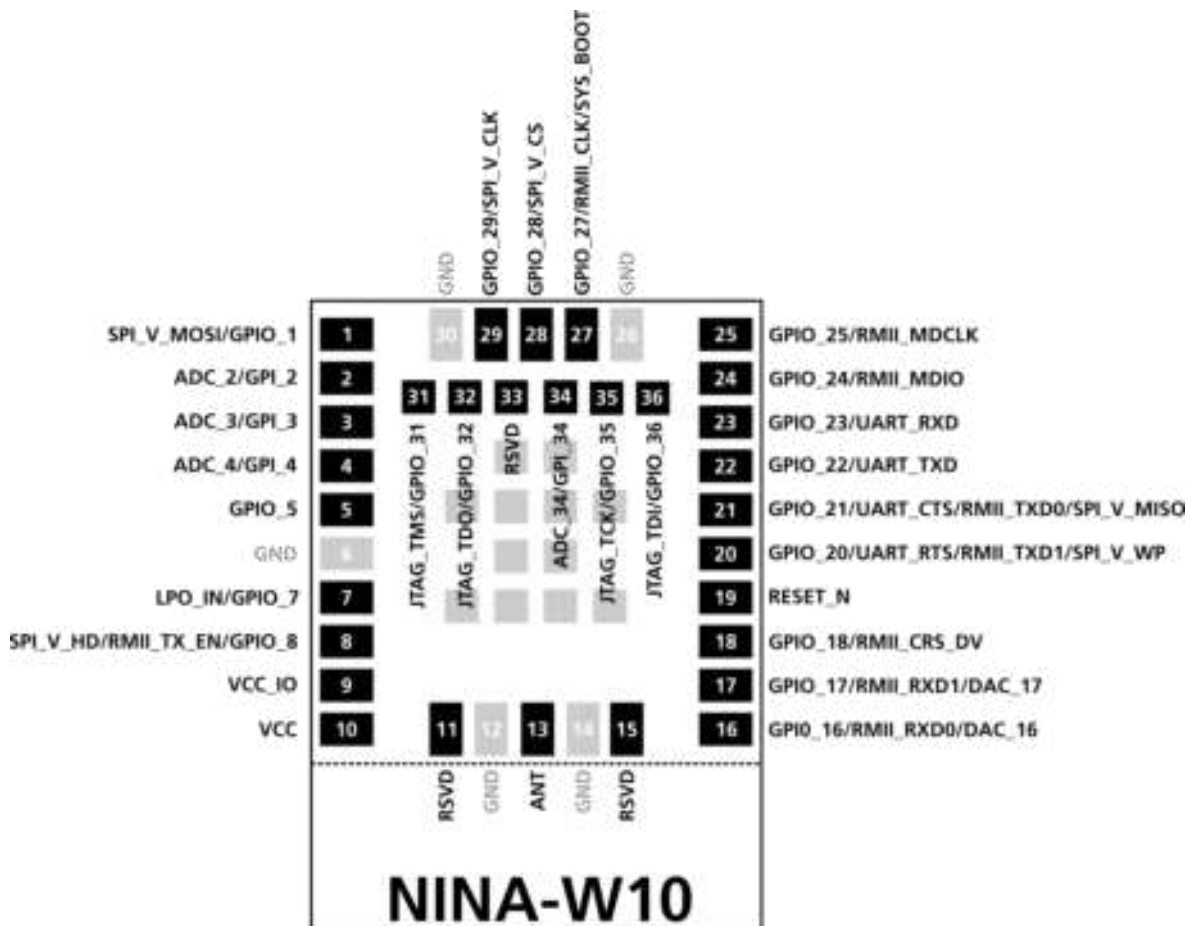 GND
GPIO_29/SPI_V_CLK
GPIO_28/SPI_V_CS
GPIO_27/RMII_CLK/SYS_BOOT
GND
SPI_V_MOSI/GPIO_1
1
30
29
28
27
26
25
GPIO_25/RMII_MDCLK
ADC_2/GPI_2
2
24
GPIO_24/RMII_MDIO
31
32
33
34
35
36
ADC_3/GPI_3
3
23
GPIO_23/UART_RXD
JTAG_TMS/GPIO_31
JTAG_TDO/GPIO_32
RSVD
ADC_34/GPI_34
JTAG_TCK/GPIO_35
JTAG_TDI/GPIO_36
ADC_4/GPI_4
4
22
GPIO_22/UART_TXD
GPIO_5
5
21
GPIO_21/UART_CTS/RMII_TXD0/SPI_V_MISO
GND
6
20
GPIO_20/UART_RTS/RMII_TXD1/SPI_V_WP
LPO_IN/GPIO_7
7
19
RESET_N
SPI_V_HD/RMII_TX_EN/GPIO_8
8
18
GPIO_18/RMII_CRS_DV
VCC_IO
9
17
GPIO_17/RMII_RXD1/DAC_17
VCC
10
11
12
13
14
15
16
GPI0_16/RMII_RXD0/DAC_16
RSVD
GND
ANT
GND
RSVD
NINA-W10